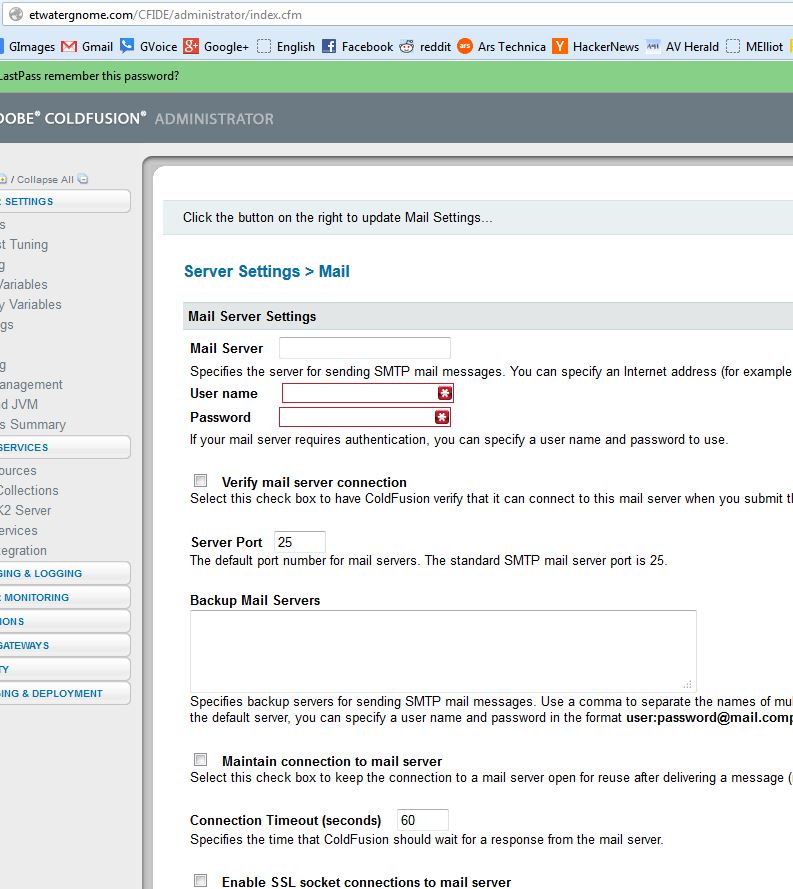 etwatergnome.com/CFIDE/administrator/index.cfm
GImages Gmail GVoice Google+ English Facebook reddit ars Ars Technica Y HackerNews AV Herald MElliot
LastPass remember this password?
DOBE® COLDFUSION® ADMINISTRATOR
/ Collapse All
SETTINGS
s
st Tuning
g
Variables
y Variables
gs
g
anagement
d JVM
s Summary
SERVICES
ources
Collections
K2 Server
ervices
tegration
GING & LOGGING
MONITORING
IONS
GATEWAYS
TY
ING & DEPLOYMENT
Click the button on the right to update Mail Settings...
Server Settings > Mail
Mail Server Settings
Mail Server
Specifies the server for sending SMTP mail messages. You can specify an Internet address (for example
User name
Password
If your mail server requires authentication, you can specify a user name and password to use.
Verify mail server connection
Select this check box to have ColdFusion verify that it can connect to this mail server when you submit th
Server Port 25
The default port number for mail servers. The standard SMTP mail server port is 25.
Backup Mail Servers
Specifies backup servers for sending SMTP mail messages. Use a comma to separate the names of mul
the default server, you can specify a user name and password in the format user:password@mail.comp
Maintain connection to mail server
Select this check box to keep the connection to a mail server open for reuse after delivering a message (
Connection Timeout (seconds) 60
Specifies the time that ColdFusion should wait for a response from the mail server.
Enable SSL socket connections to mail server